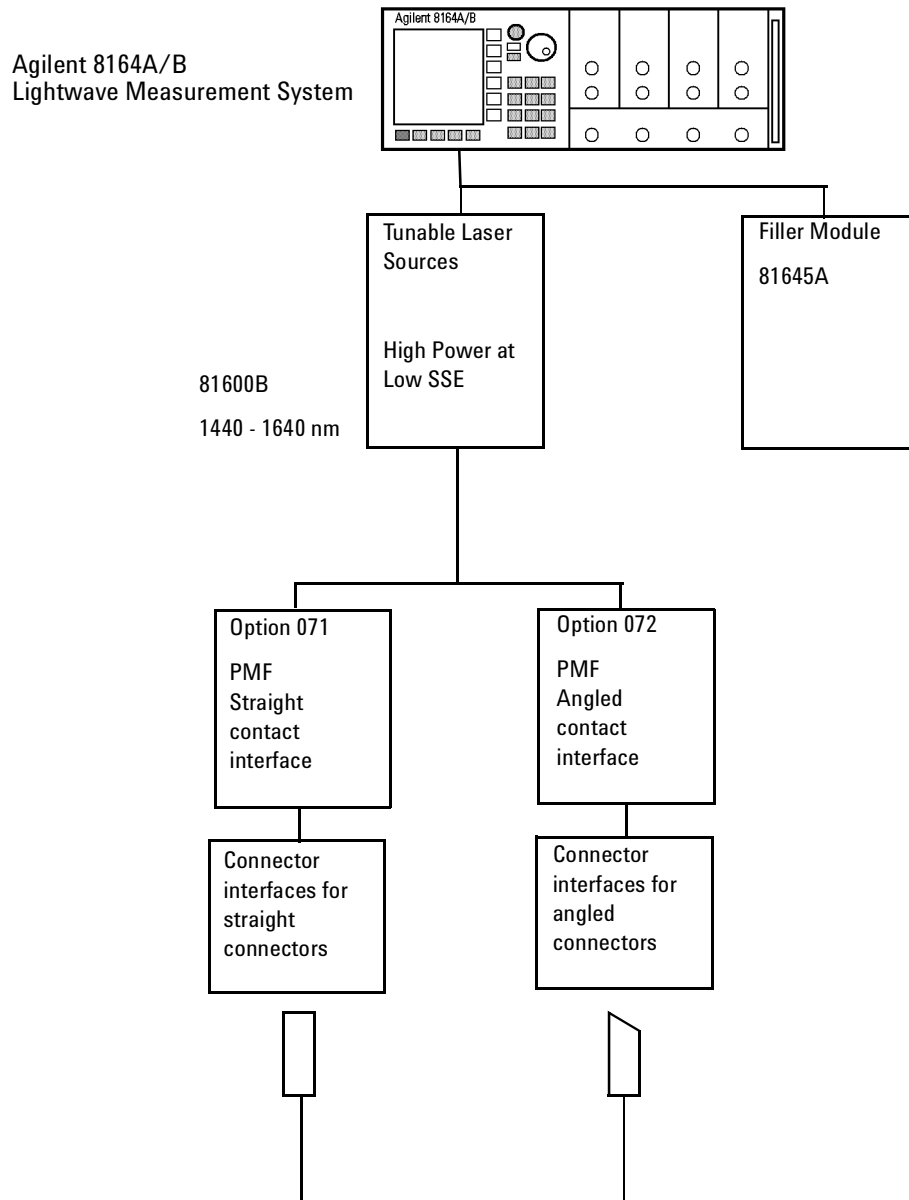 Agilent 8164A/B
Agilent 8164A/B
Lightwave Measurement System
Tunable Laser
Sources
High Power at
Low SSE
Filler Module
81645A
81600B
1440 - 1640 nm
Option 071
PMF
Straight
contact
interface
Option 072
PMF
Angled
contact
interface
Connector
interfaces for
straight
connectors
Connector
interfaces for
angled
connectors